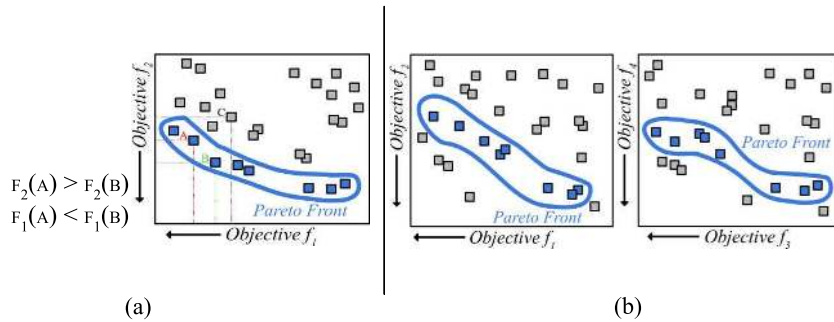 Objective f₂
C
A
B
F₂(A) > F₂(B)
F₁(A) < F₁(B)
Pareto Front
Objective f₁
(a)
Objective f₂
Pareto Front
Objective f₁
Objective f₄
Pareto Front
Objective f₃
(b)